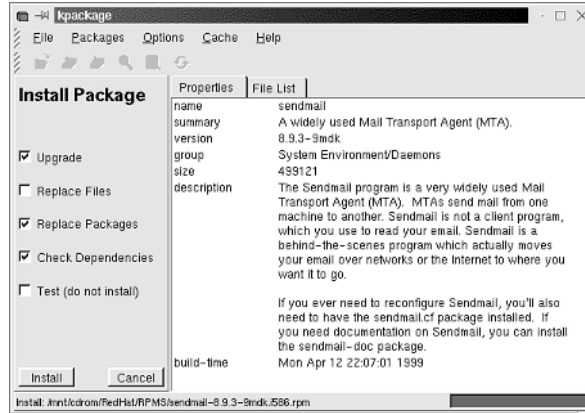 kpackage
File Packages Options Cache Help
Install Package
Upgrade
Replace Files
Replace Packages
Check Dependencies
Test (do not install)
Install Cancel
Properties File List
name sendmail
summary A widely used Mail Transport Agent (MTA).
version 8.9.3-9mdk
group System Environment/Daemons
size 499121
description The Sendmail program is a very widely used Mail
Transport Agent (MTA). MTAs send mail from one
machine to another. Sendmail is not a client program,
which you use to read your email. Sendmail is a
behind-the-scenes program which actually moves
your email over networks or the Internet to where you
want it to go.
If you ever need to reconfigure Sendmail, you'll also
need to have the sendmail.cf package installed. If
you need documentation on Sendmail, you can install
the sendmail-doc package.
build-time Mon Apr 12 22:07:01 1999
Install: /mnt/cdrom/RedHat/RPMS/sendmail-8.9.3-9mdk.i586.rpm